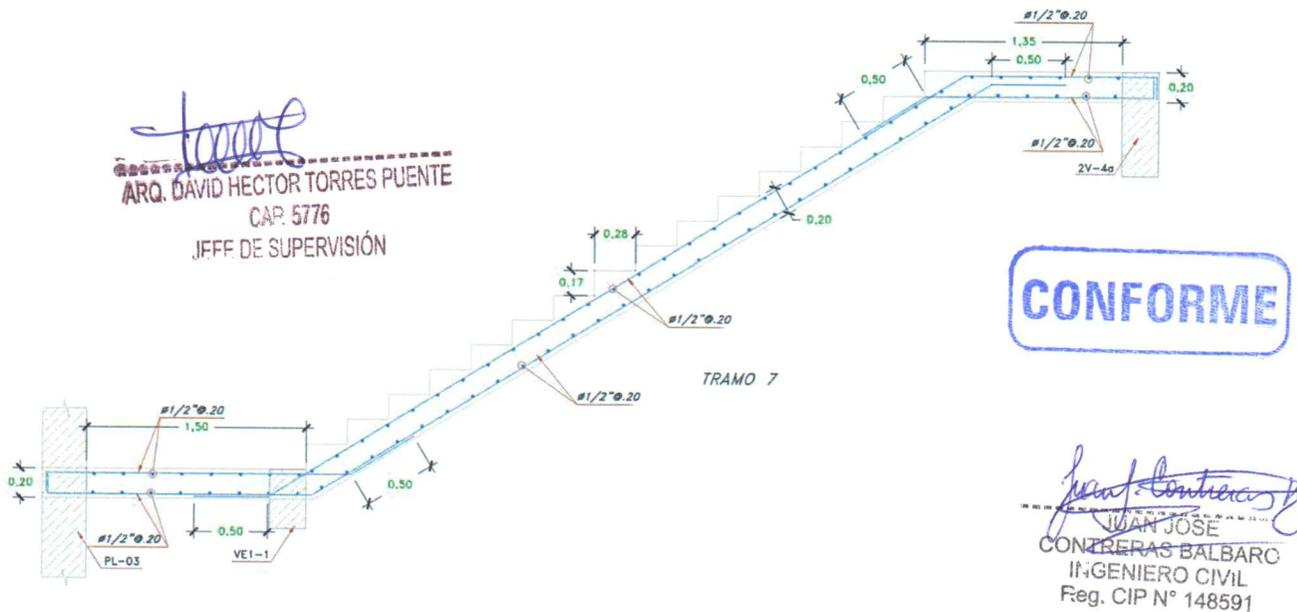 ø1/2"@.20
1,35
0,50
0,50
0,20
ø1/2"@.20
2V-4a
ARQ. DAVID HECTOR TORRES PUENTE
CAP. 5776
JEFE DE SUPERVISIÓN
0,20
0,28
0,17
ø1/2"@.20
CONFORME
TRAMO 7
ø1/2"@.20
ø1/2"@.20
1,50
0,20
0,50
0,50
ø1/2"@.20
PL-03
VE1-1
Juan J. Contreras B
JUAN JOSE
CONTRERAS BALBARO
INGENIERO CIVIL
Reg. CIP N° 148591